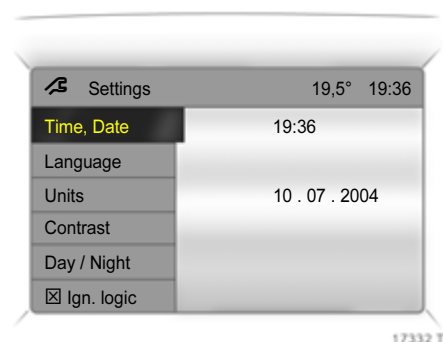 Settings 19,5° 19:36
Time, Date 19:36
Language
Units 10 . 07 . 2004
Contrast
Day / Night
☒ Ign. logic
17332 T